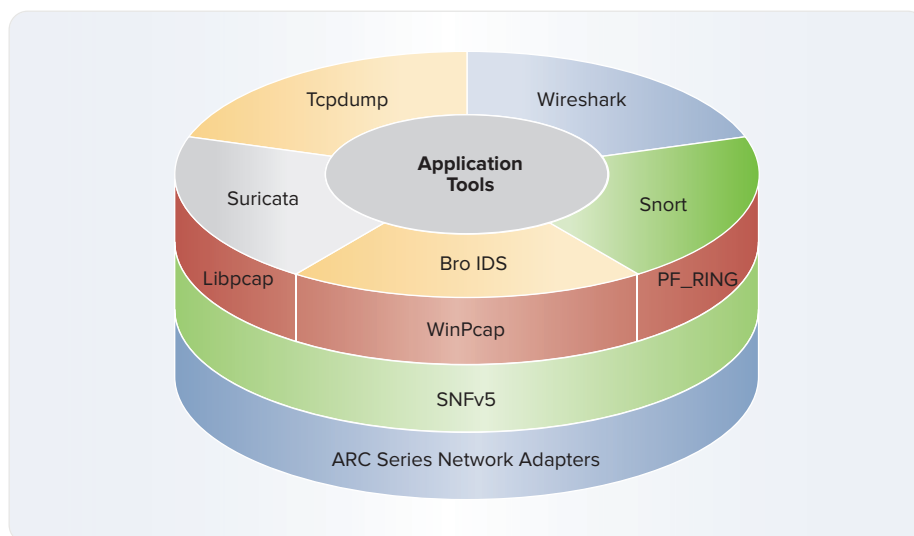 Tcpdump
Wireshark
Application
Tools
Suricata
Snort
Bro IDS
Libpcap
PF_RING
WinPcap
SNFv5
ARC Series Network Adapters